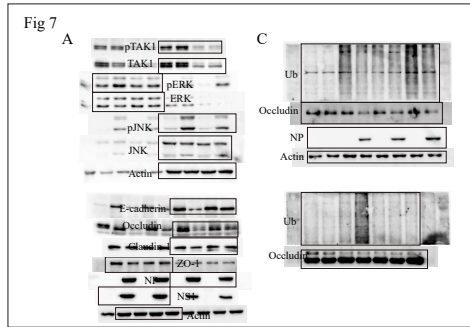 Fig 7
A
pTAK1
TAK1
pERK
ERK
pJNK
JNK
Actin
E-cadherin
Occludin
Claudin-1
ZO-1
NP
NS1
Actin
C
Ub
Occludin
NP
Actin
Ub
Occludin